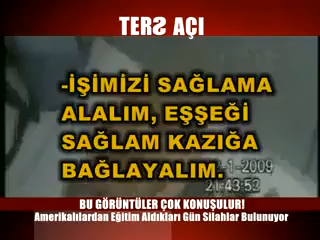 TERS AÇI
-İŞİMİZİ SAĞLAMA
ALALIM, EŞŞEĞİ
SAĞLAM KAZIĞA
BAĞLAYALIM.
-1-2009
21:43:52
BU GÖRÜNTÜLER ÇOK KONUŞULUR!
Amerikalılardan Eğitim Aldıkları Gün Silahlar Bulunuyor